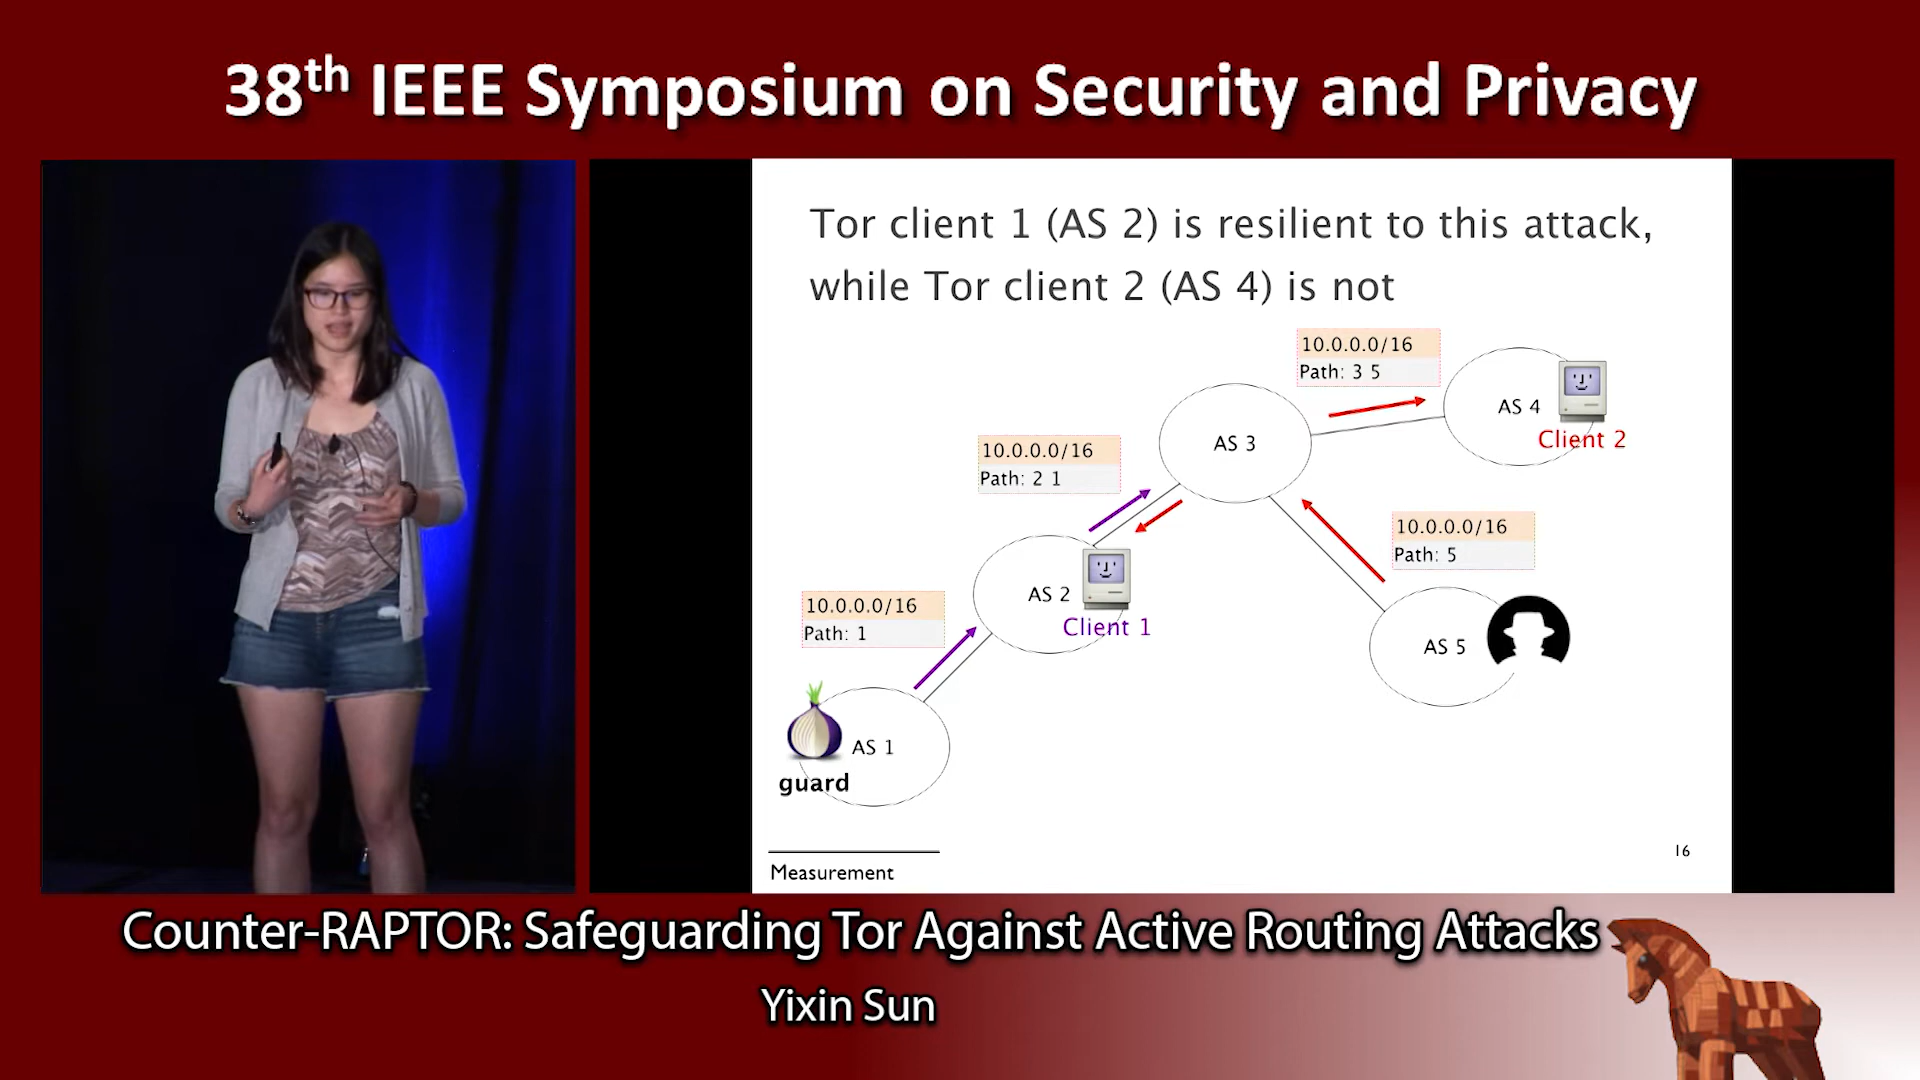 38th IEEE Symposium on Security and Privacy
Tor client 1 (AS 2) is resilient to this attack,
while Tor client 2 (AS 4) is not
10.0.0.0/16
Path: 3 5
AS 4
Client 2
AS 3
10.0.0.0/16
Path: 2 1
10.0.0.0/16
Path: 5
AS 2
Client 1
10.0.0.0/16
Path: 1
AS 5
AS 1
guard
16
Measurement
Counter-RAPTOR: Safeguarding Tor Against Active Routing Attacks
Yixin Sun